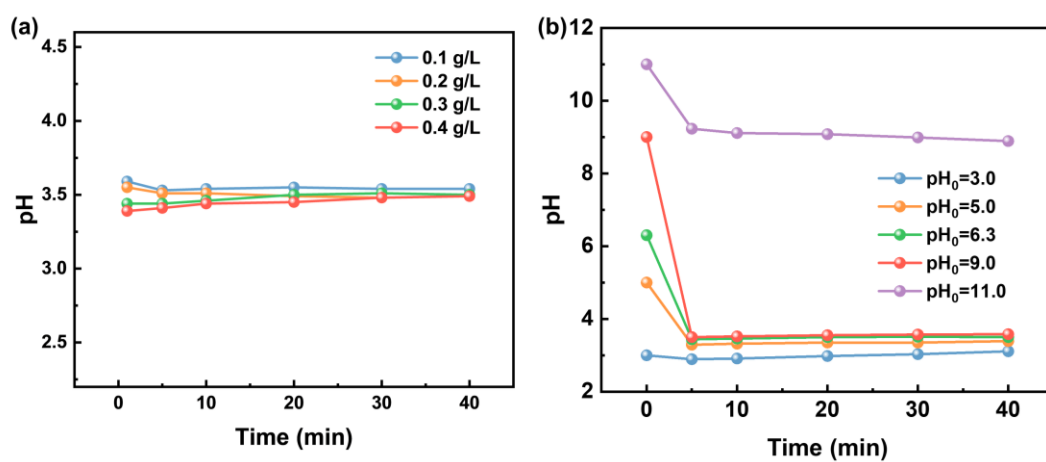 (a)
4.5
4.0
3.5
3.0
2.5
pH
0
10
20
30
40
Time (min)
0.1 g/L
0.2 g/L
0.3 g/L
0.4 g/L
(b)
12
10
8
6
4
2
pH
0
10
20
30
40
Time (min)
pH₀=3.0
pH₀=5.0
pH₀=6.3
pH₀=9.0
pH₀=11.0